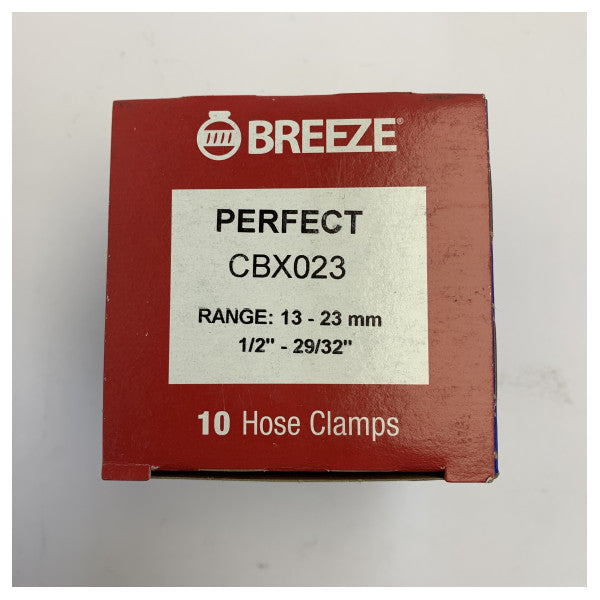 BREEZE®
PERFECT
CBX023
RANGE: 13 - 23 mm
1/2" - 29/32"
10 Hose Clamps